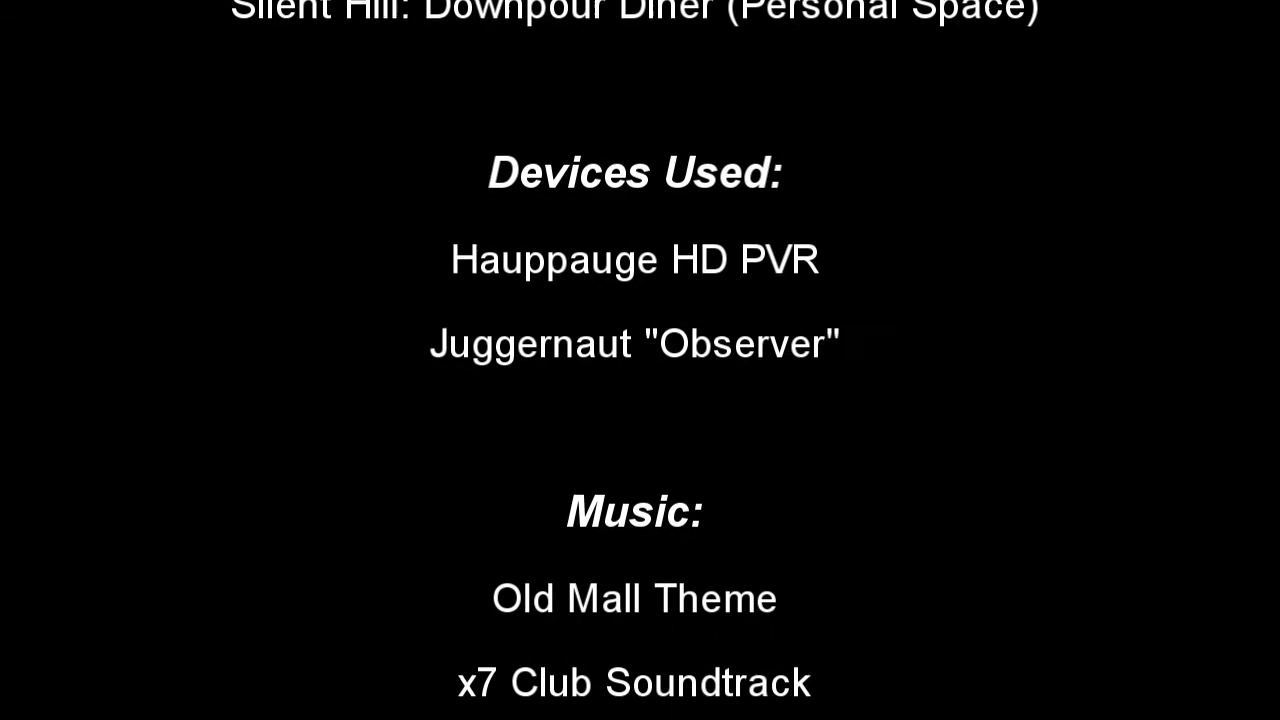 Silent Hill: Downpour Diner (Personal Space)
Devices Used:
Hauppauge HD PVR
Juggernaut "Observer"
Music:
Old Mall Theme
x7 Club Soundtrack